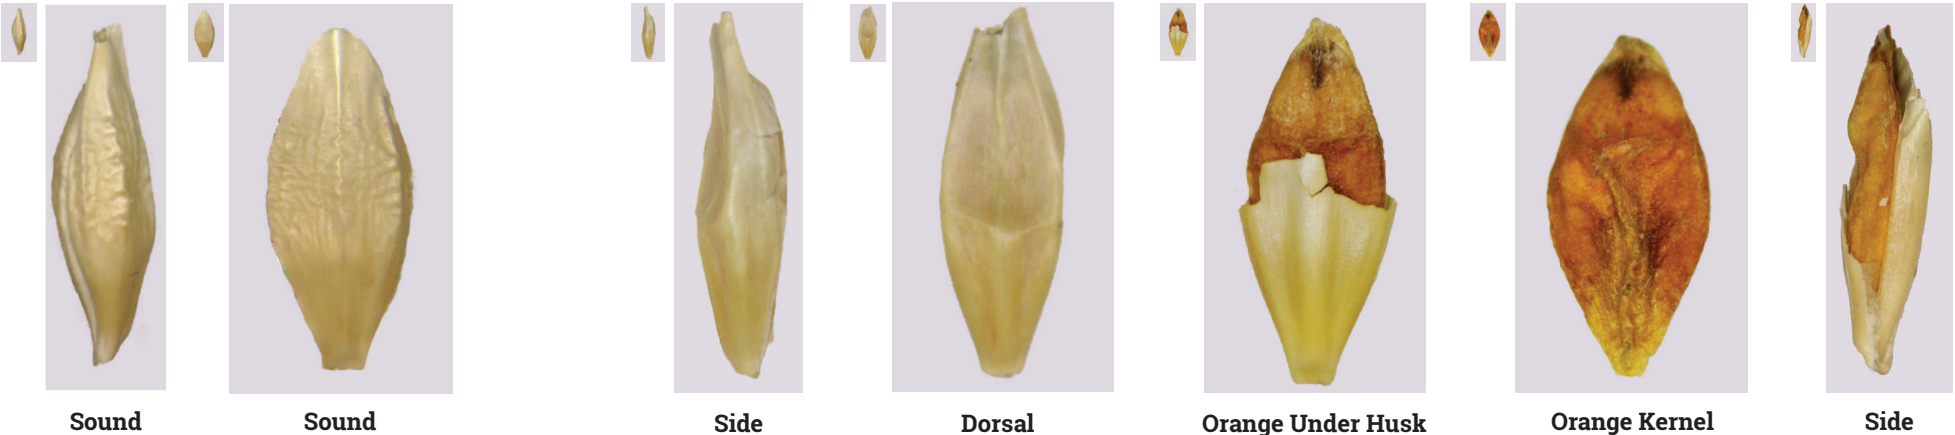 Sound
Sound
Side
Dorsal
Orange Under Husk
Orange Kernel
Side